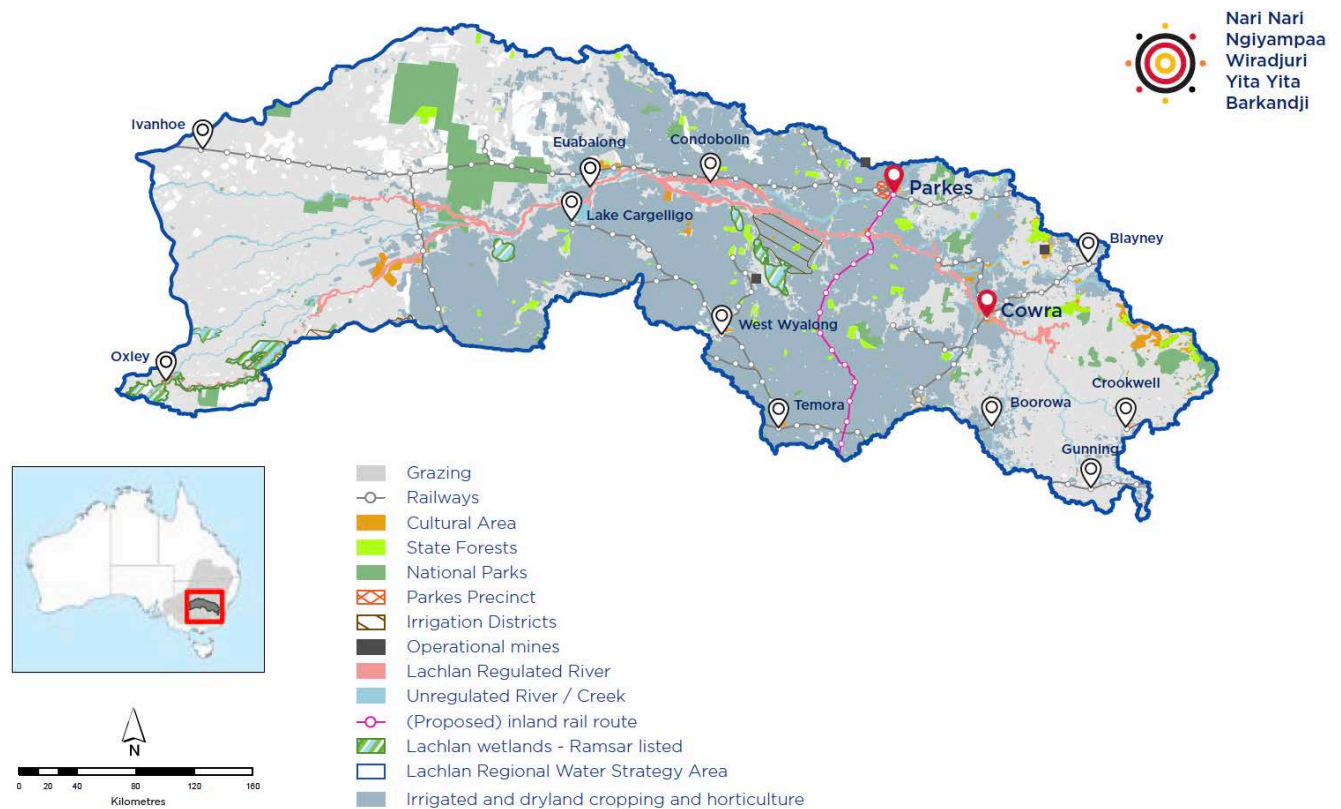 Nari Nari
Ngiyampaa
Wiradjuri
Yita Yita
Barkandji
Ivanhoe
Euabalong
Condobolin
Parkes
Lake Cargelligo
Blayney
Cowra
West Wyalong
Oxley
Crookwell
Temora
Boorowa
Gunning
Grazing
Railways
Cultural Area
State Forests
National Parks
Parkes Precinct
Irrigation Districts
Operational mines
Lachlan Regulated River
Unregulated River / Creek
(Proposed) inland rail route
Lachlan wetlands - Ramsar listed
Lachlan Regional Water Strategy Area
Irrigated and dryland cropping and horticulture
N
0 20 40 80 120 160
Kilometres